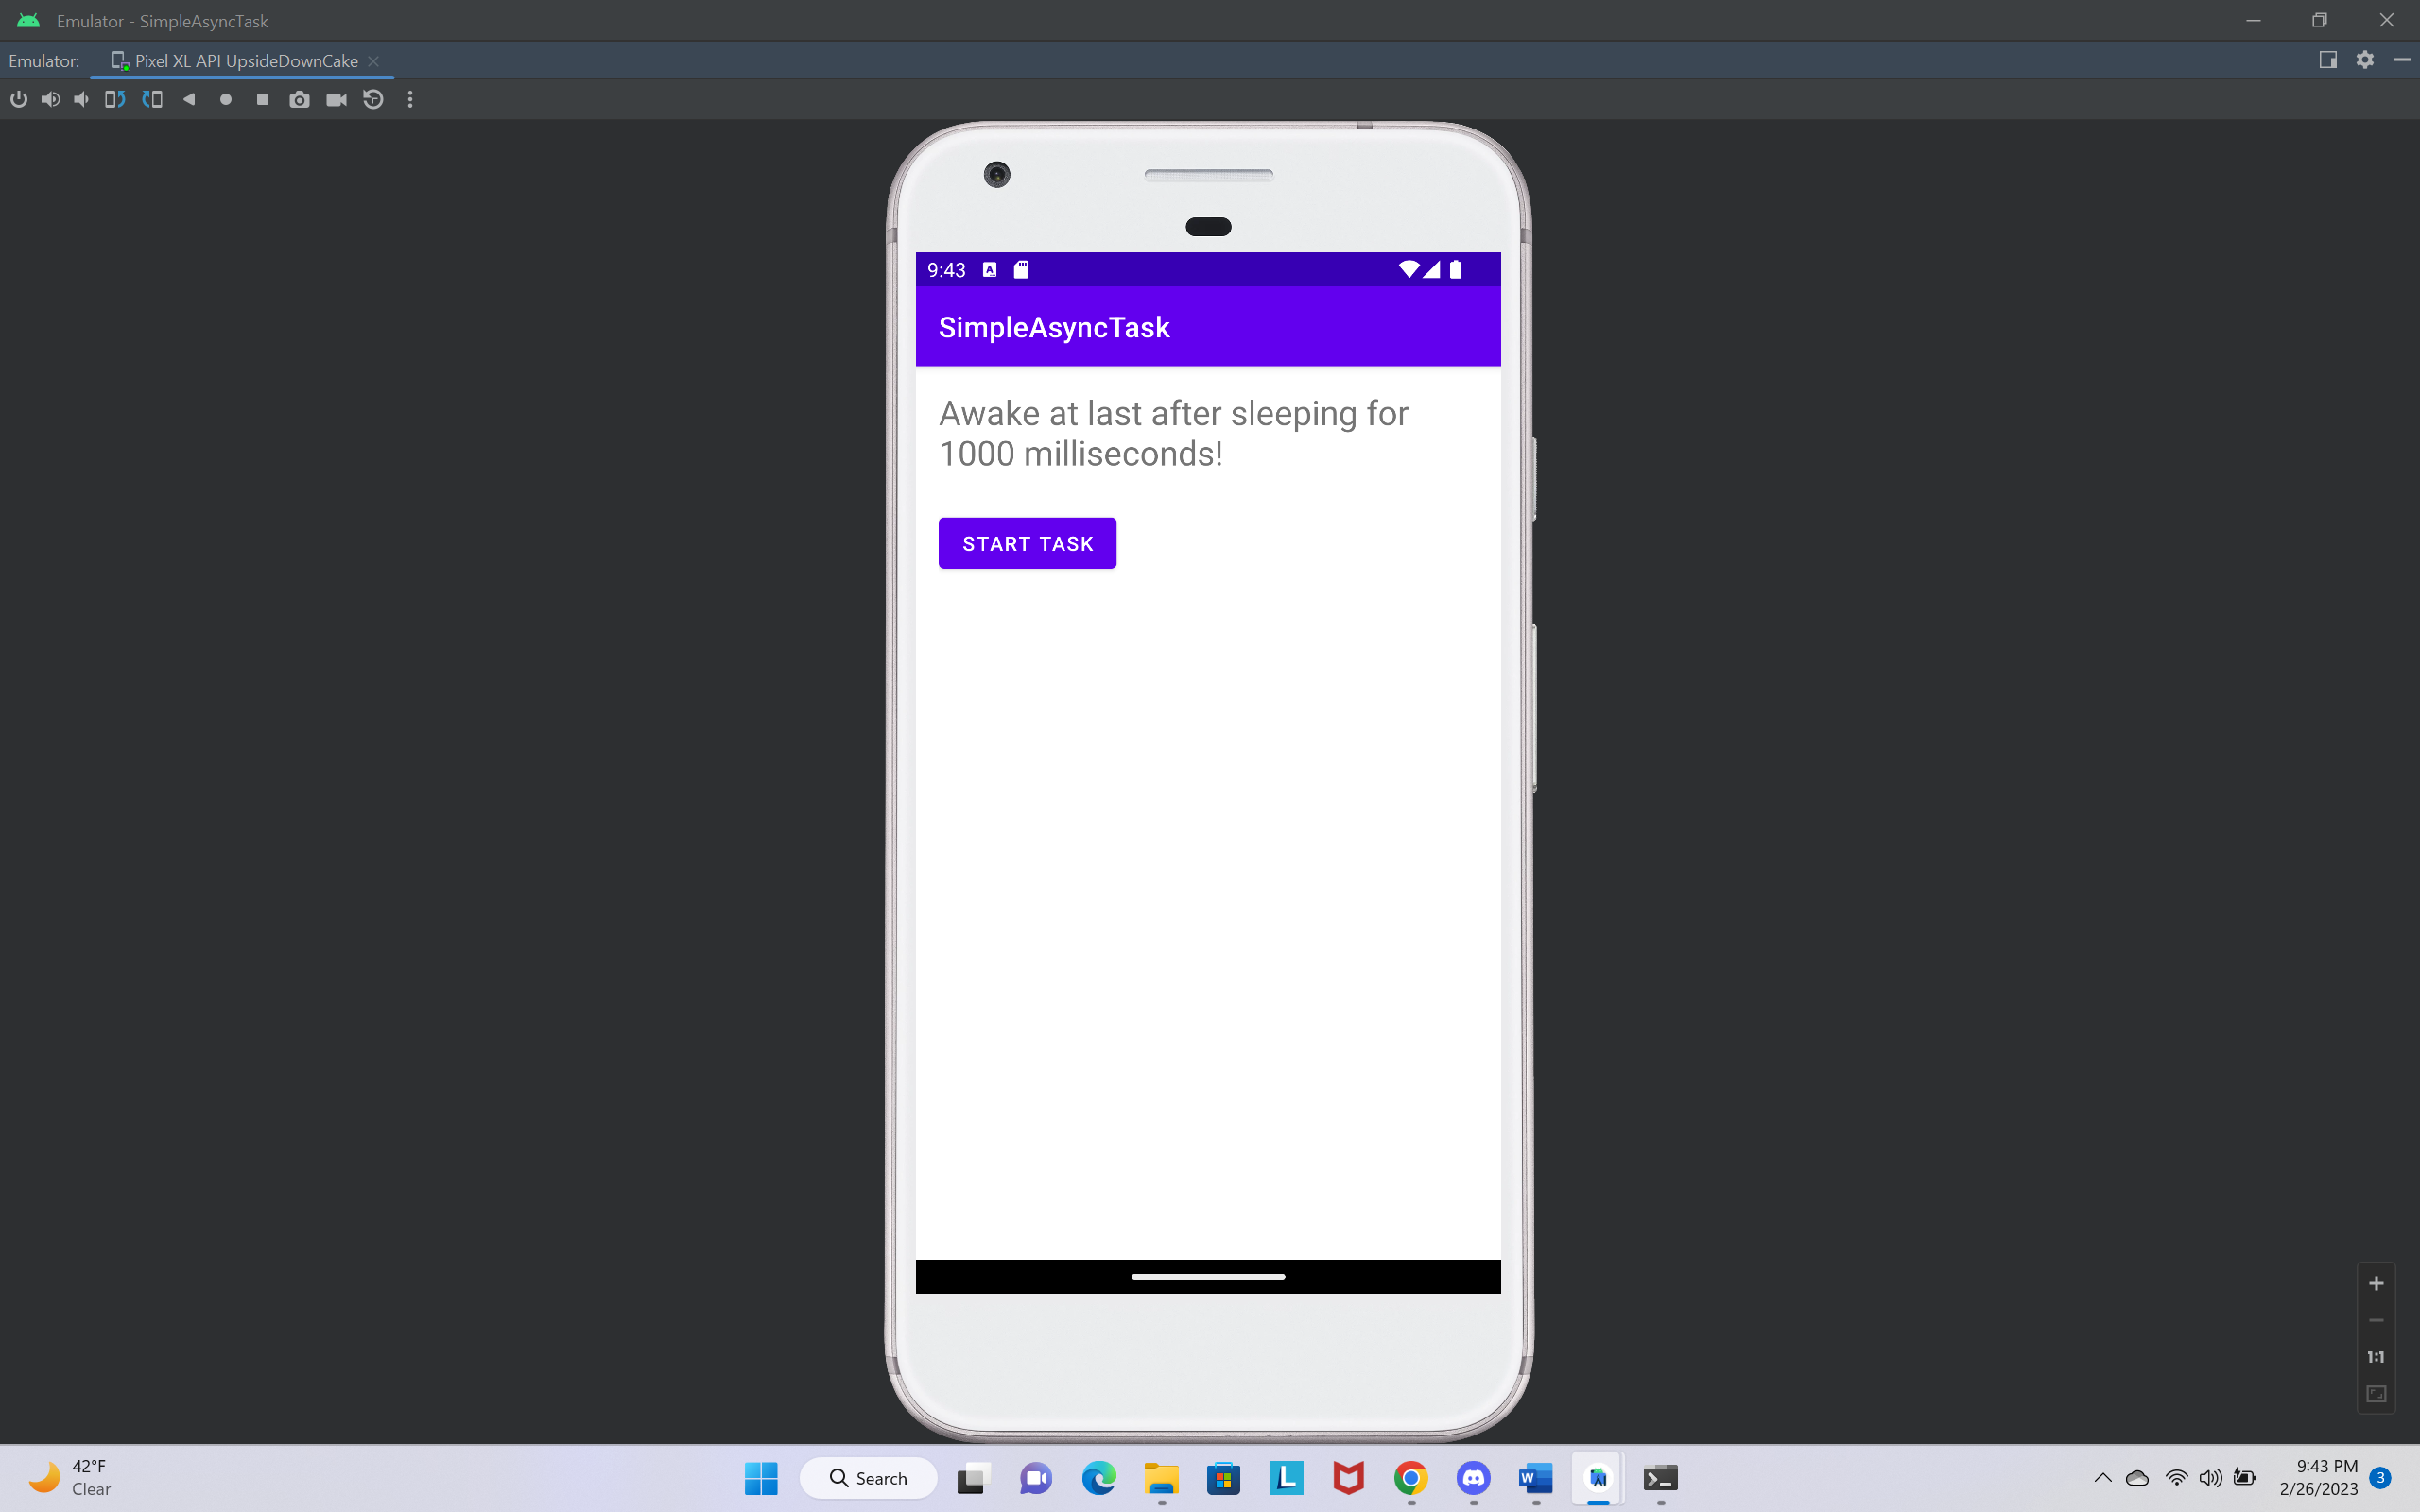 Emulator - SimpleAsyncTask
Emulator:
Pixel XL API UpsideDownCake
9:43
SimpleAsyncTask
Awake at last after sleeping for
1000 milliseconds!
START TASK
1:1
42°F
Clear
Search
9:43 PM
2/26/2023
3